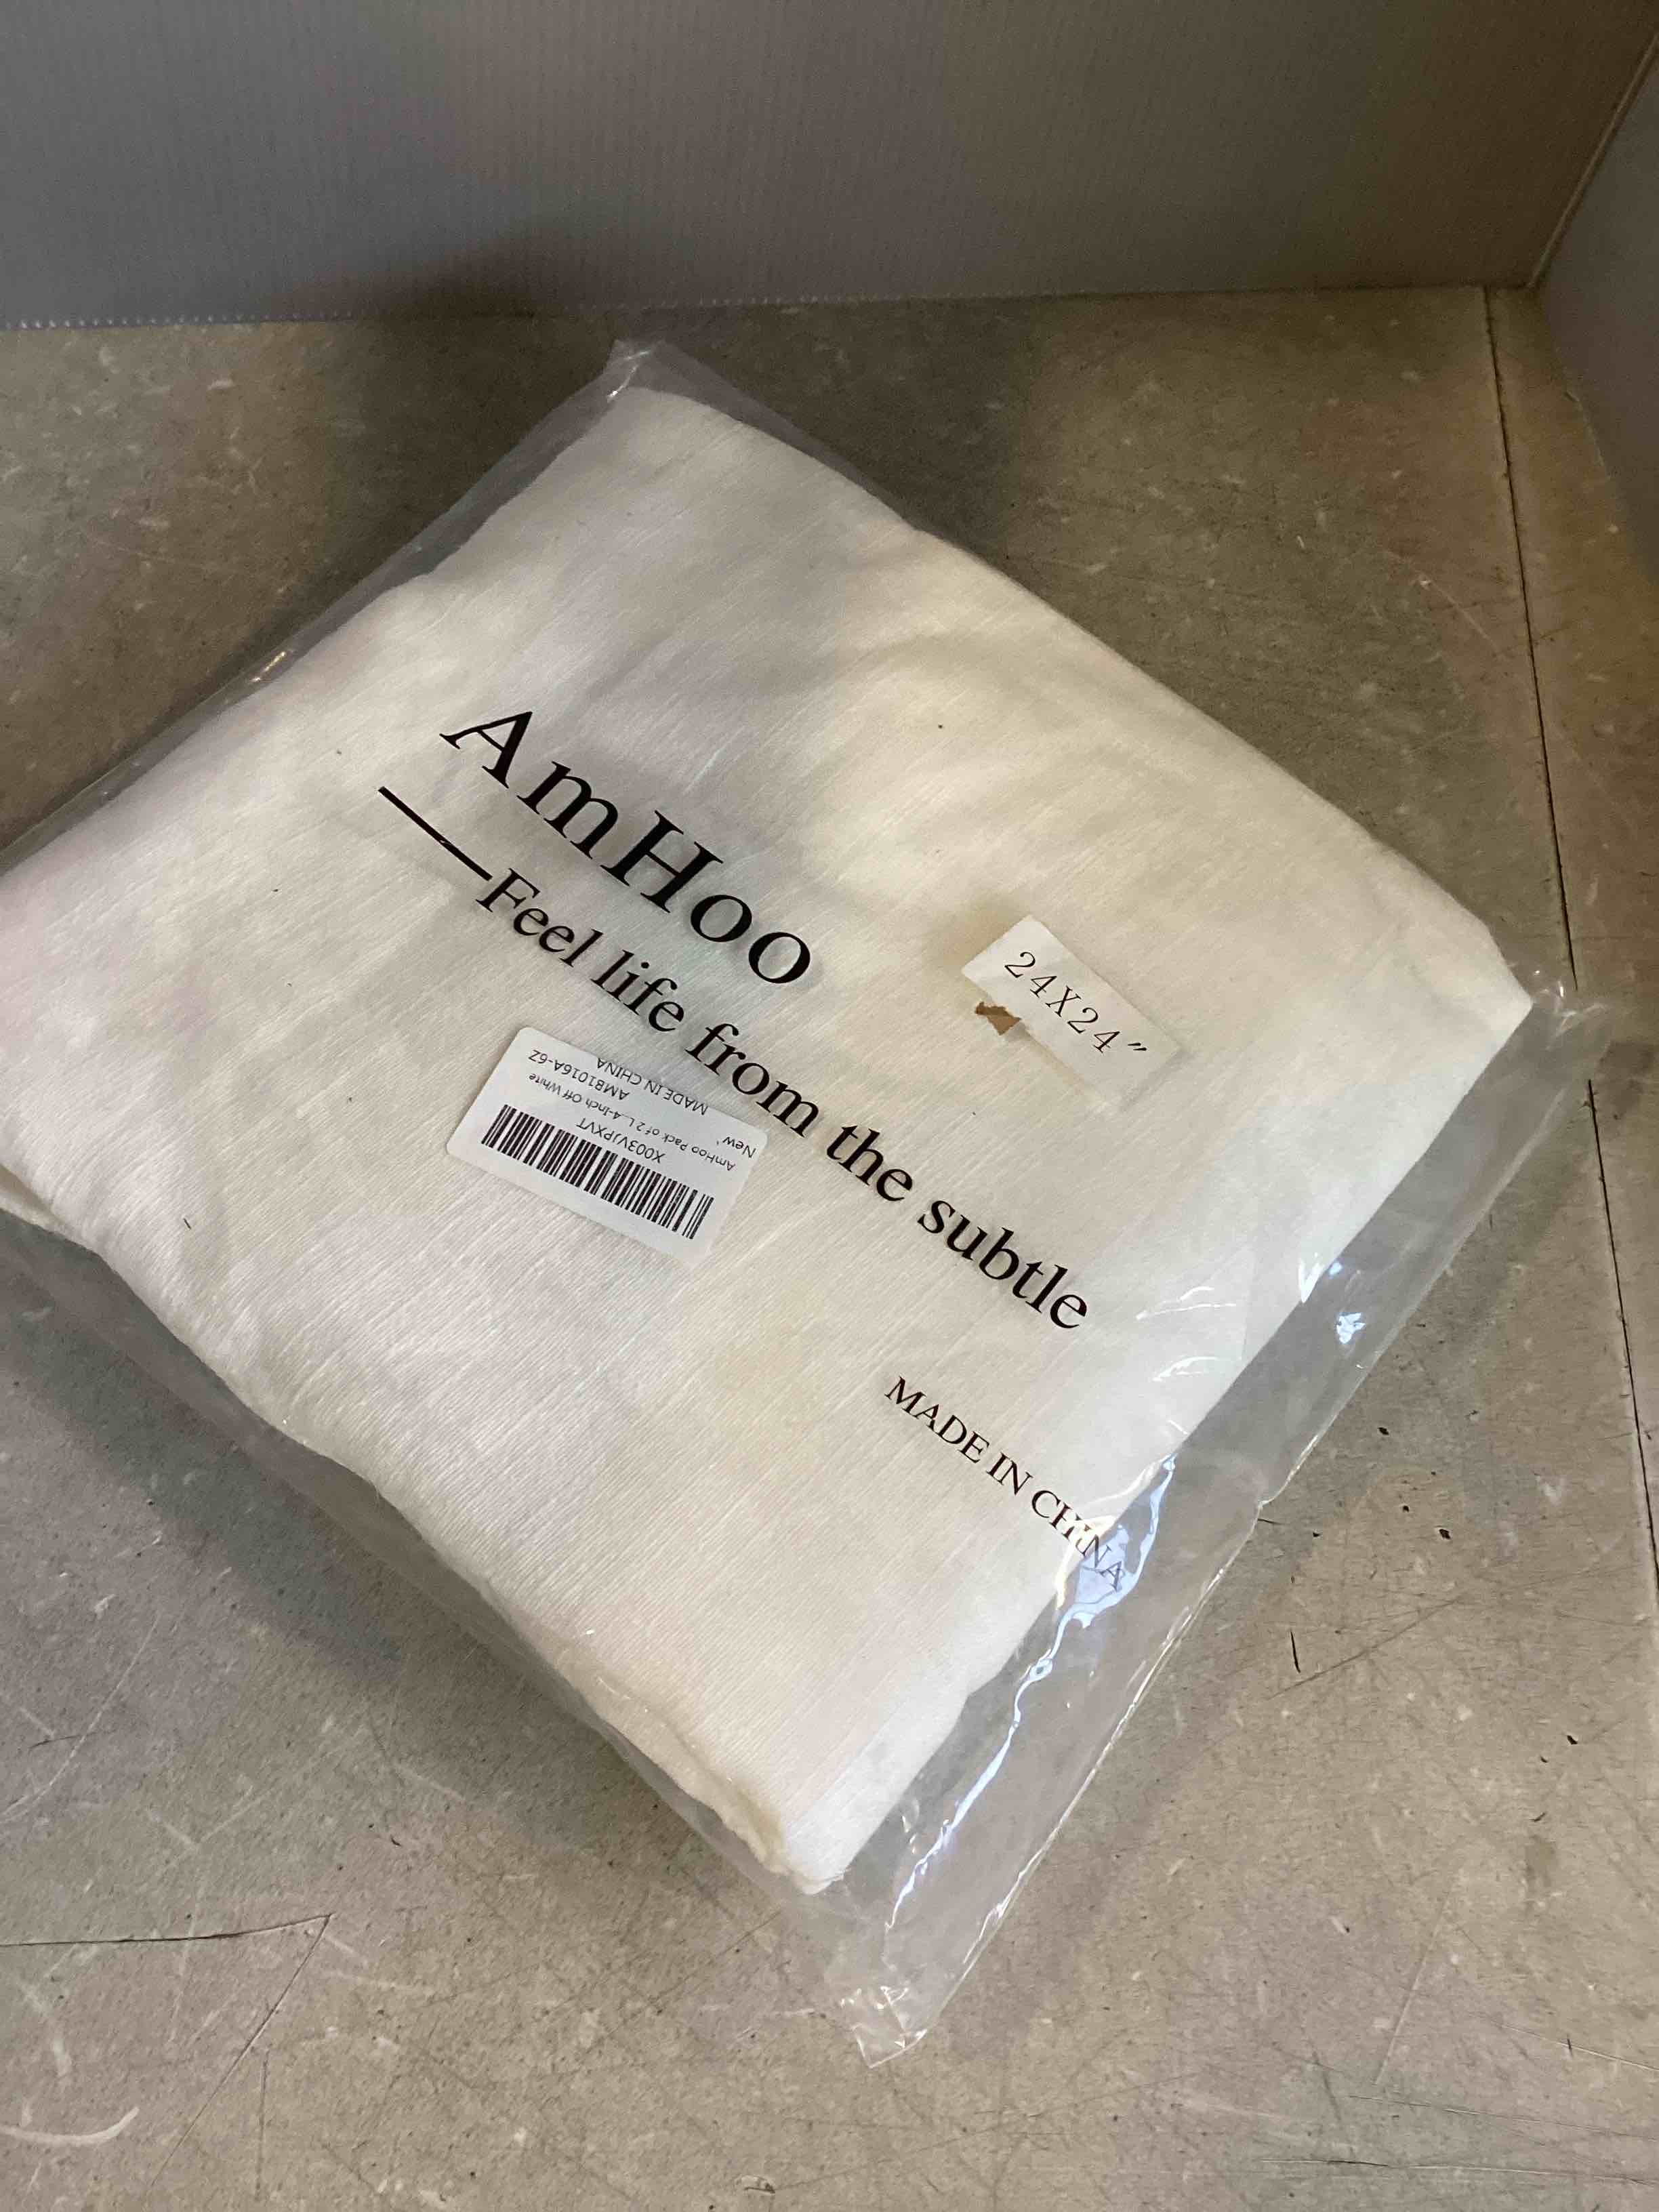 AmHoo
—Feel life from the subtle
24X24"
X003VJPXVT
AmHoo Pack of 2 L...4-Inch Off White
New
AMB1016A-6Z
MADE IN CHINA
MADE IN CHINA